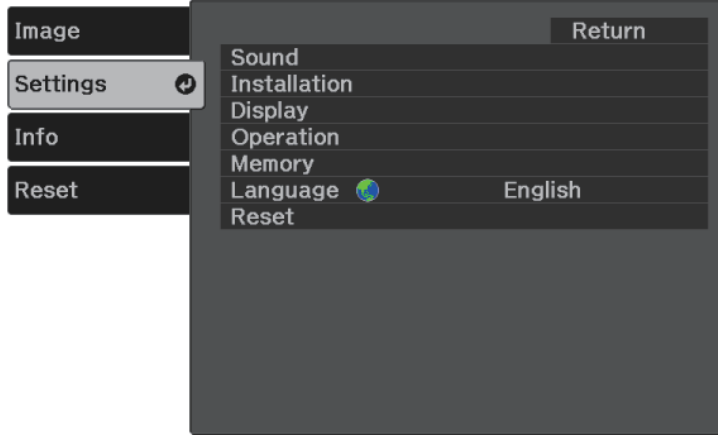 Image
Settings
Info
Reset
Return
Sound
Installation
Display
Operation
Memory
Language English
Reset